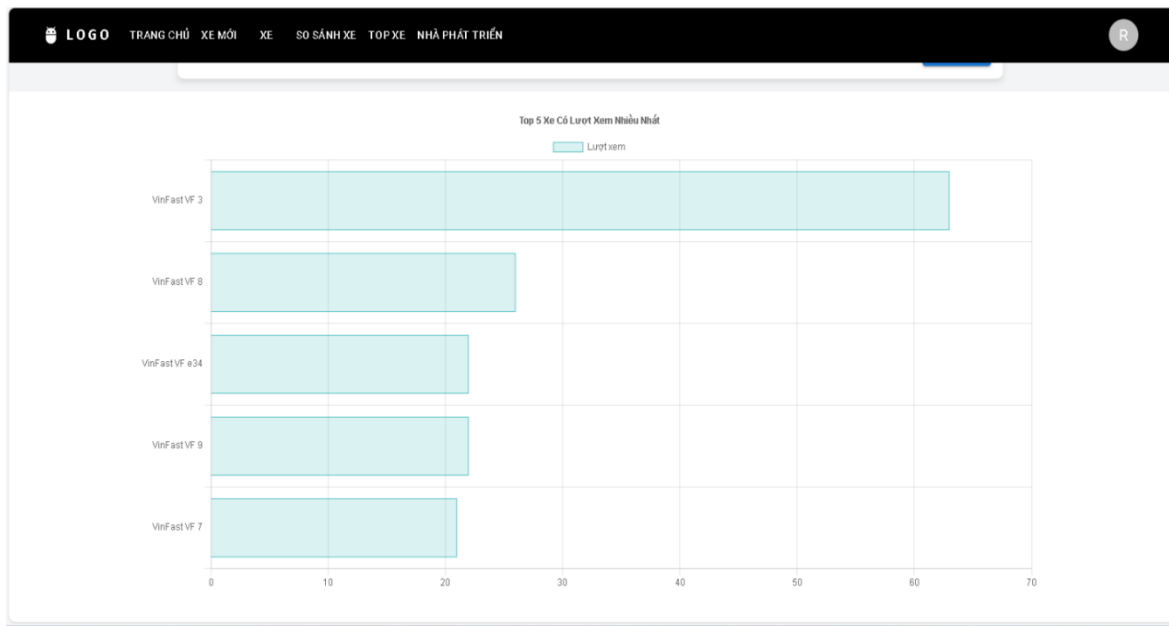 LOGO TRANG CHỦ XE MỚI XE SO SÁNH XE TOP XE NHÀ PHÁT TRIỂN R
Top 5 Xe Có Lượt Xem Nhiều Nhất
Lượt xem
VinFast VF 3
VinFast VF 8
VinFast VF e34
VinFast VF 9
VinFast VF 7
0 10 20 30 40 50 60 70